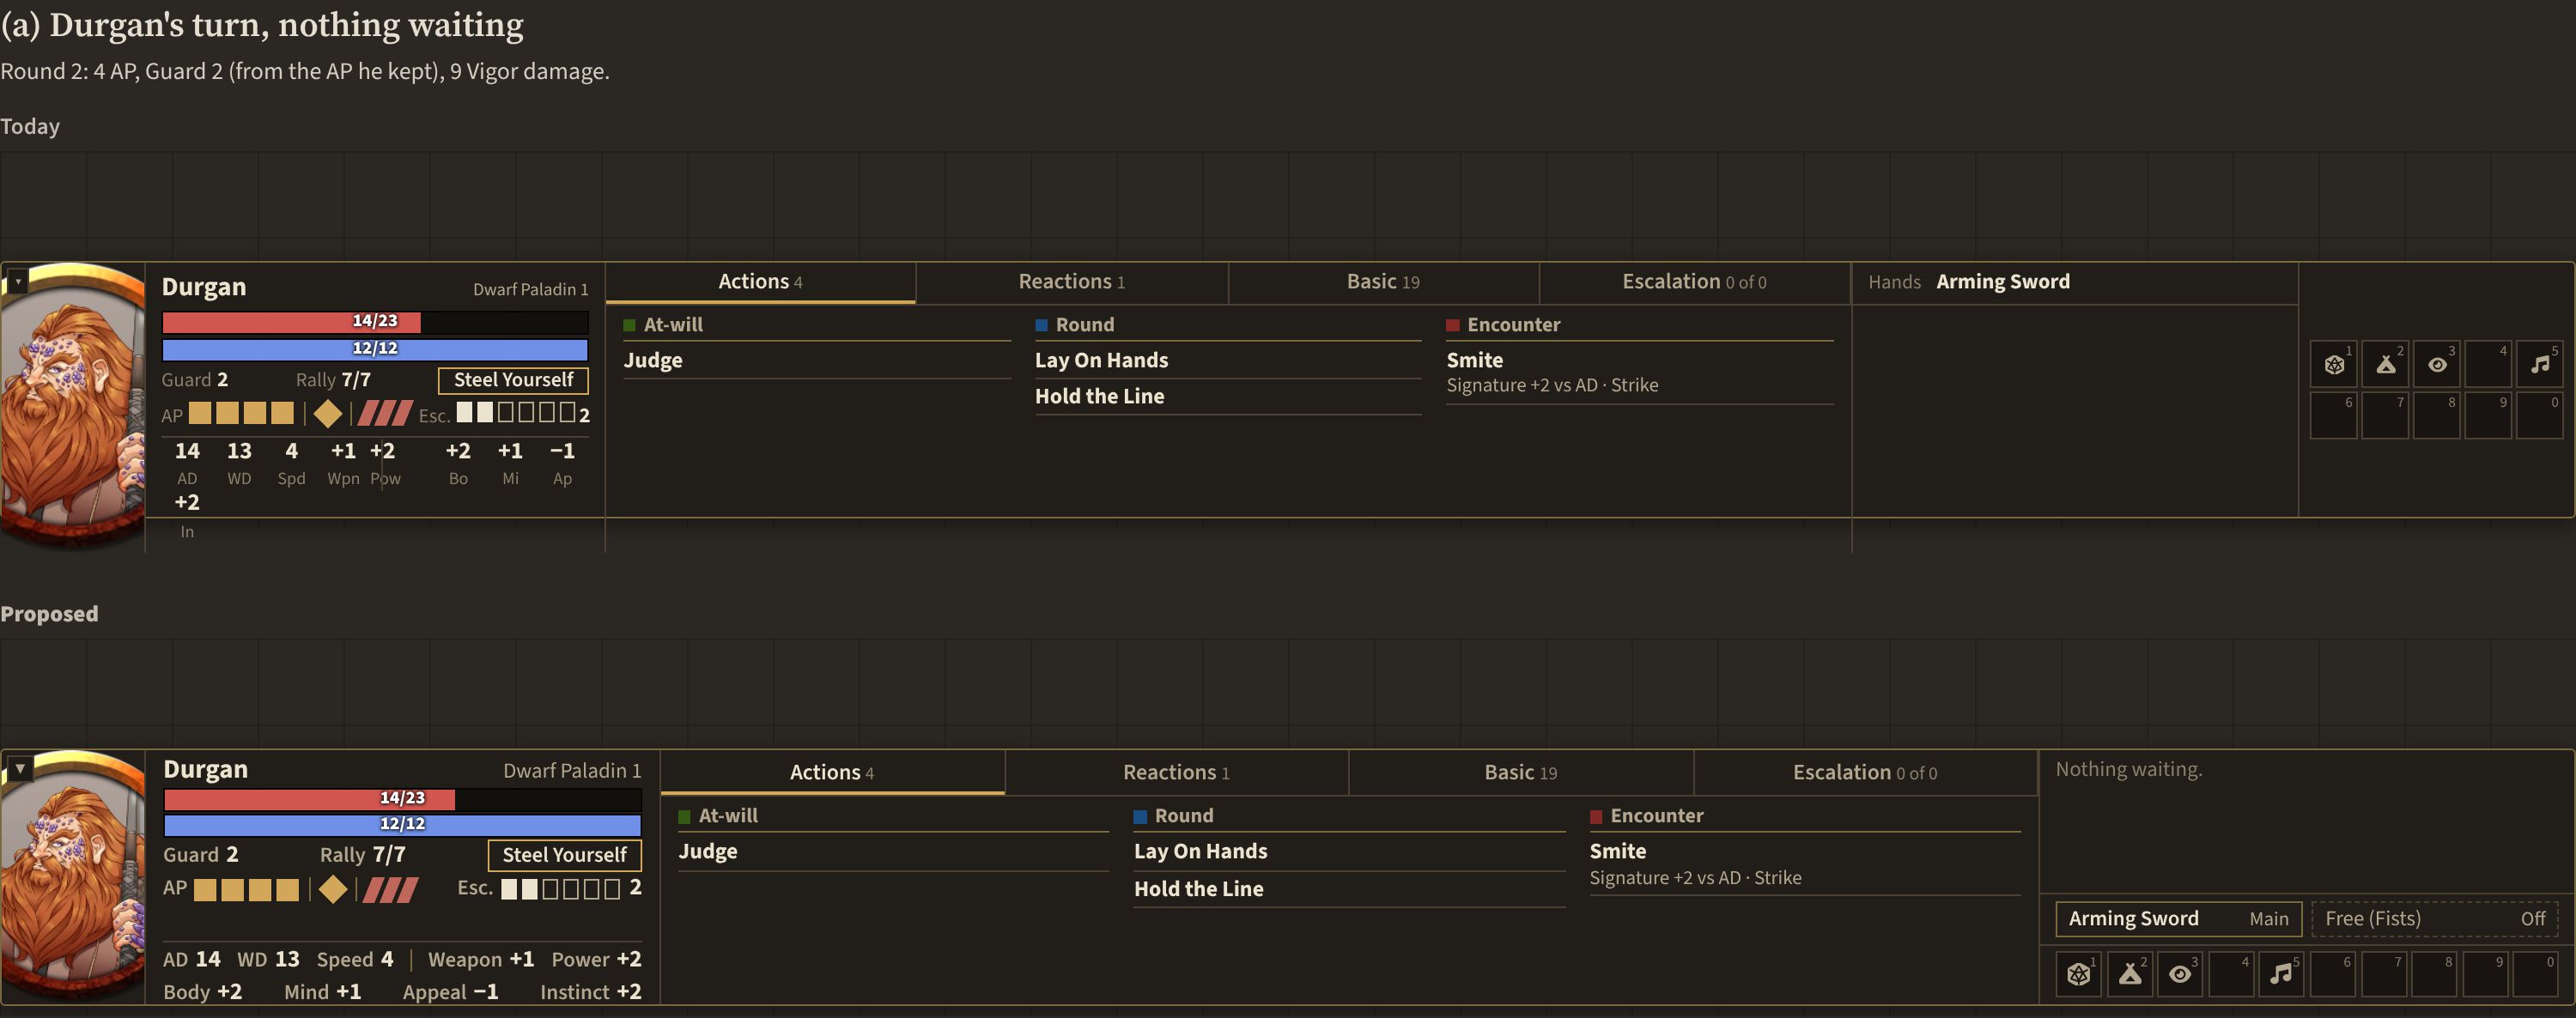 (a) Durgan's turn, nothing waiting
Round 2: 4 AP, Guard 2 (from the AP he kept), 9 Vigor damage.
Today
Durgan Dwarf Paladin 1
14/23
12/12
Guard 2 Rally 7/7 Steel Yourself
AP Esc. 2
14 13 4 +1 +2 +2 +1 −1
AD WD Spd Wpn Pow Bo Mi Ap
+2
In
Actions 4 Reactions 1 Basic 19 Escalation 0 of 0
At-will Round Encounter
Judge Lay On Hands Smite
Signature +2 vs AD · Strike
Hold the Line
Hands Arming Sword
1 2 3 4 5
6 7 8 9 0
Proposed
Durgan Dwarf Paladin 1
14/23
12/12
Guard 2 Rally 7/7 Steel Yourself
AP Esc. 2
AD 14 WD 13 Speed 4 Weapon +1 Power +2
Body +2 Mind +1 Appeal −1 Instinct +2
Actions 4 Reactions 1 Basic 19 Escalation 0 of 0
At-will Round Encounter
Judge Lay On Hands Smite
Signature +2 vs AD · Strike
Hold the Line
Nothing waiting.
Arming Sword Main Free (Fists) Off
1 2 3 4 5 6 7 8 9 0